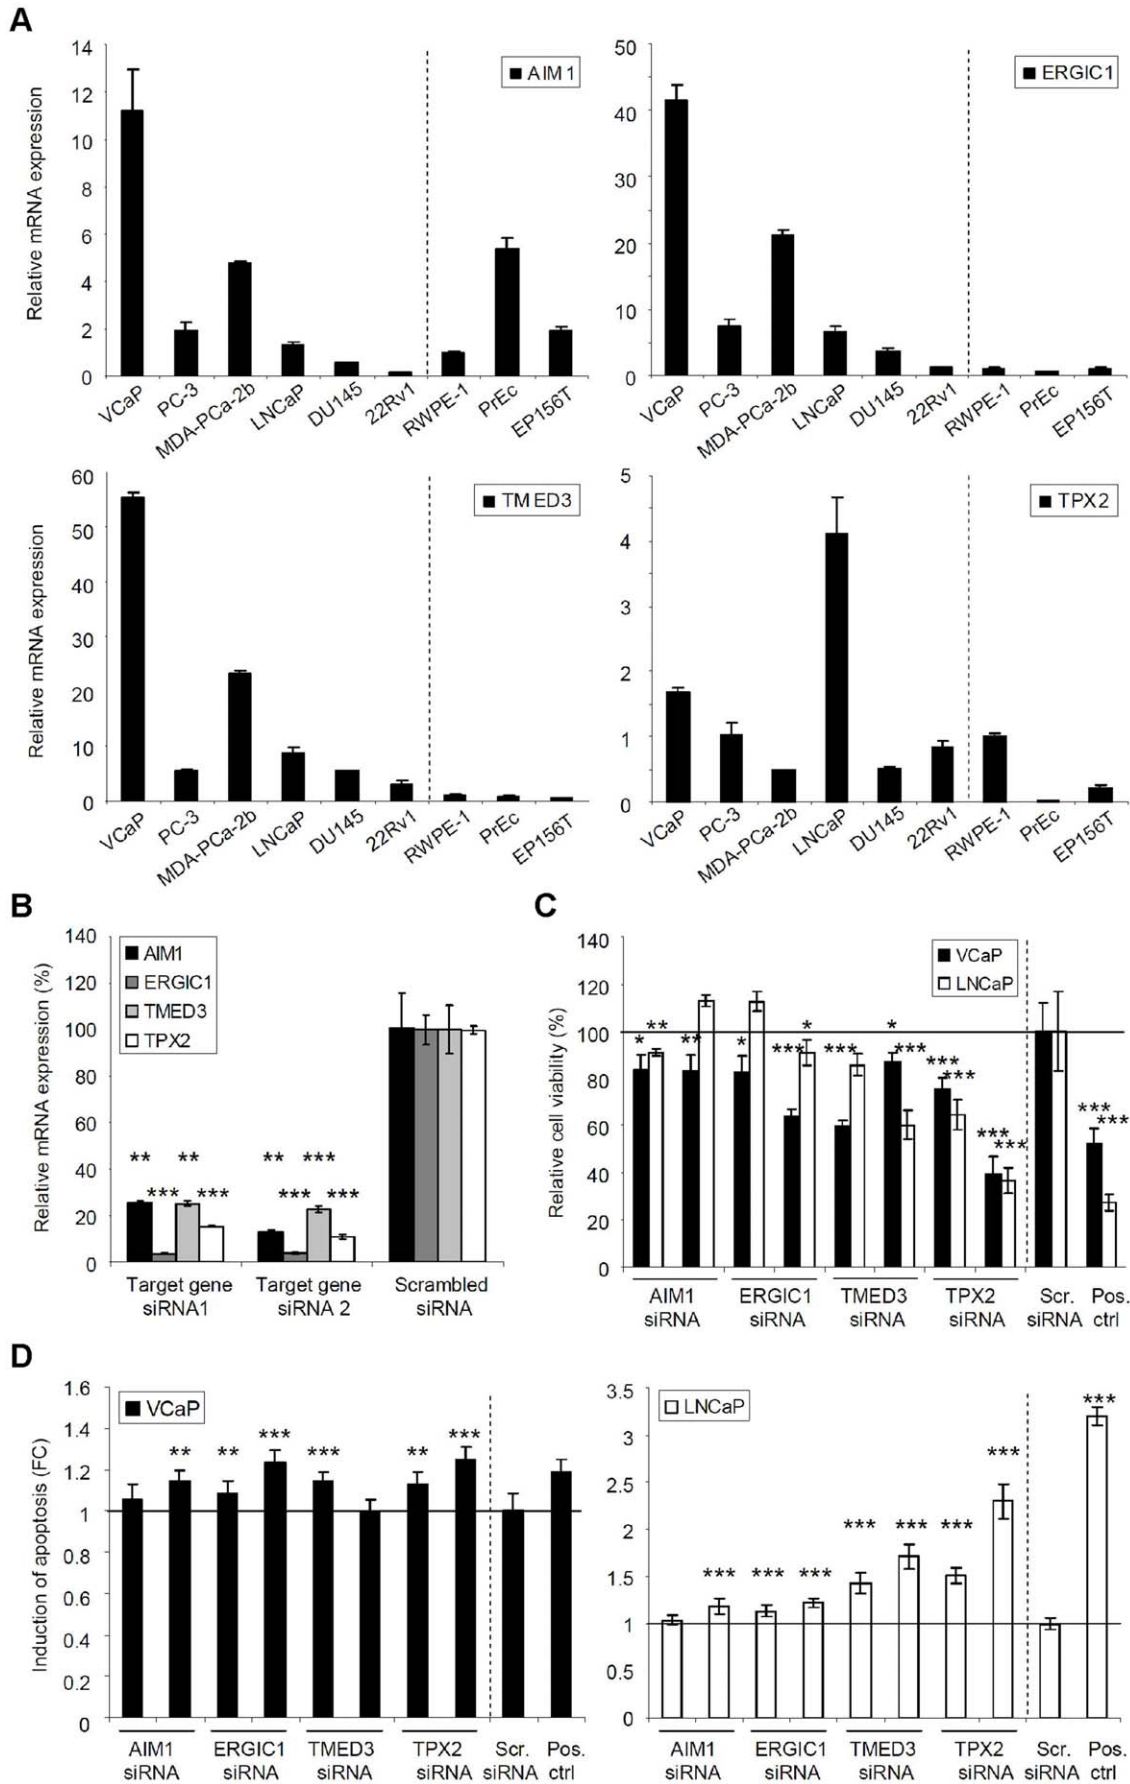 A
Relative mRNA expression
14
12
10
8
6
4
2
0
AIM1
VCaP
PC-3
MDA-PCa-2b
LNCaP
DU145
22Rv1
RWPE-1
PrEc
EP156T
50
40
30
20
10
0
ERGIC1
VCaP
PC-3
MDA-PCa-2b
LNCaP
DU145
22Rv1
RWPE-1
PrEc
EP156T
Relative mRNA expression
60
50
40
30
20
10
0
TMED3
VCaP
PC-3
MDA-PCa-2b
LNCaP
DU145
22Rv1
RWPE-1
PrEc
EP156T
5
4
3
2
1
0
TPX2
VCaP
PC-3
MDA-PCa-2b
LNCaP
DU145
22Rv1
RWPE-1
PrEc
EP156T
B
Relative mRNA expression (%)
140
120
100
80
60
40
20
0
AIM1
ERGIC1
TMED3
TPX2
** *** ** ***
** *** *** ***
Target gene
siRNA1
Target gene
siRNA 2
Scrambled
siRNA
C
Relative cell viability (%)
140
120
100
80
60
40
20
0
VCaP
LNCaP
* ** ** * *** * *** * *** *** *** *** *** *** ***
AIM1
siRNA
ERGIC1
siRNA
TMED3
siRNA
TPX2
siRNA
Scr.
siRNA
Pos.
ctrl
D
Induction of apoptosis (FC)
1.6
1.4
1.2
1
0.8
0.6
0.4
0.2
0
VCaP
** ** *** *** ** ***
AIM1
siRNA
ERGIC1
siRNA
TMED3
siRNA
TPX2
siRNA
Scr.
siRNA
Pos.
ctrl
3.5
3
2.5
2
1.5
1
0.5
0
LNCaP
*** *** *** *** *** *** *** ***
AIM1
siRNA
ERGIC1
siRNA
TMED3
siRNA
TPX2
siRNA
Scr.
siRNA
Pos.
ctrl